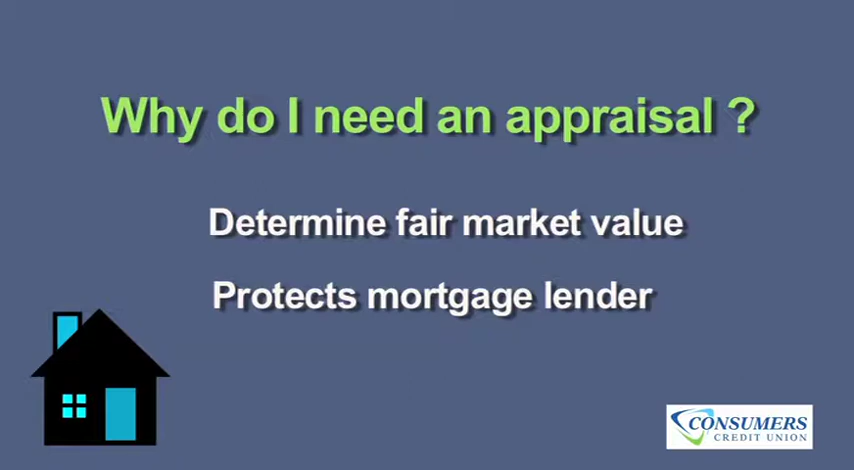 Why do I need an appraisal ?
Determine fair market value
Protects mortgage lender
CONSUMERS
CREDIT UNION